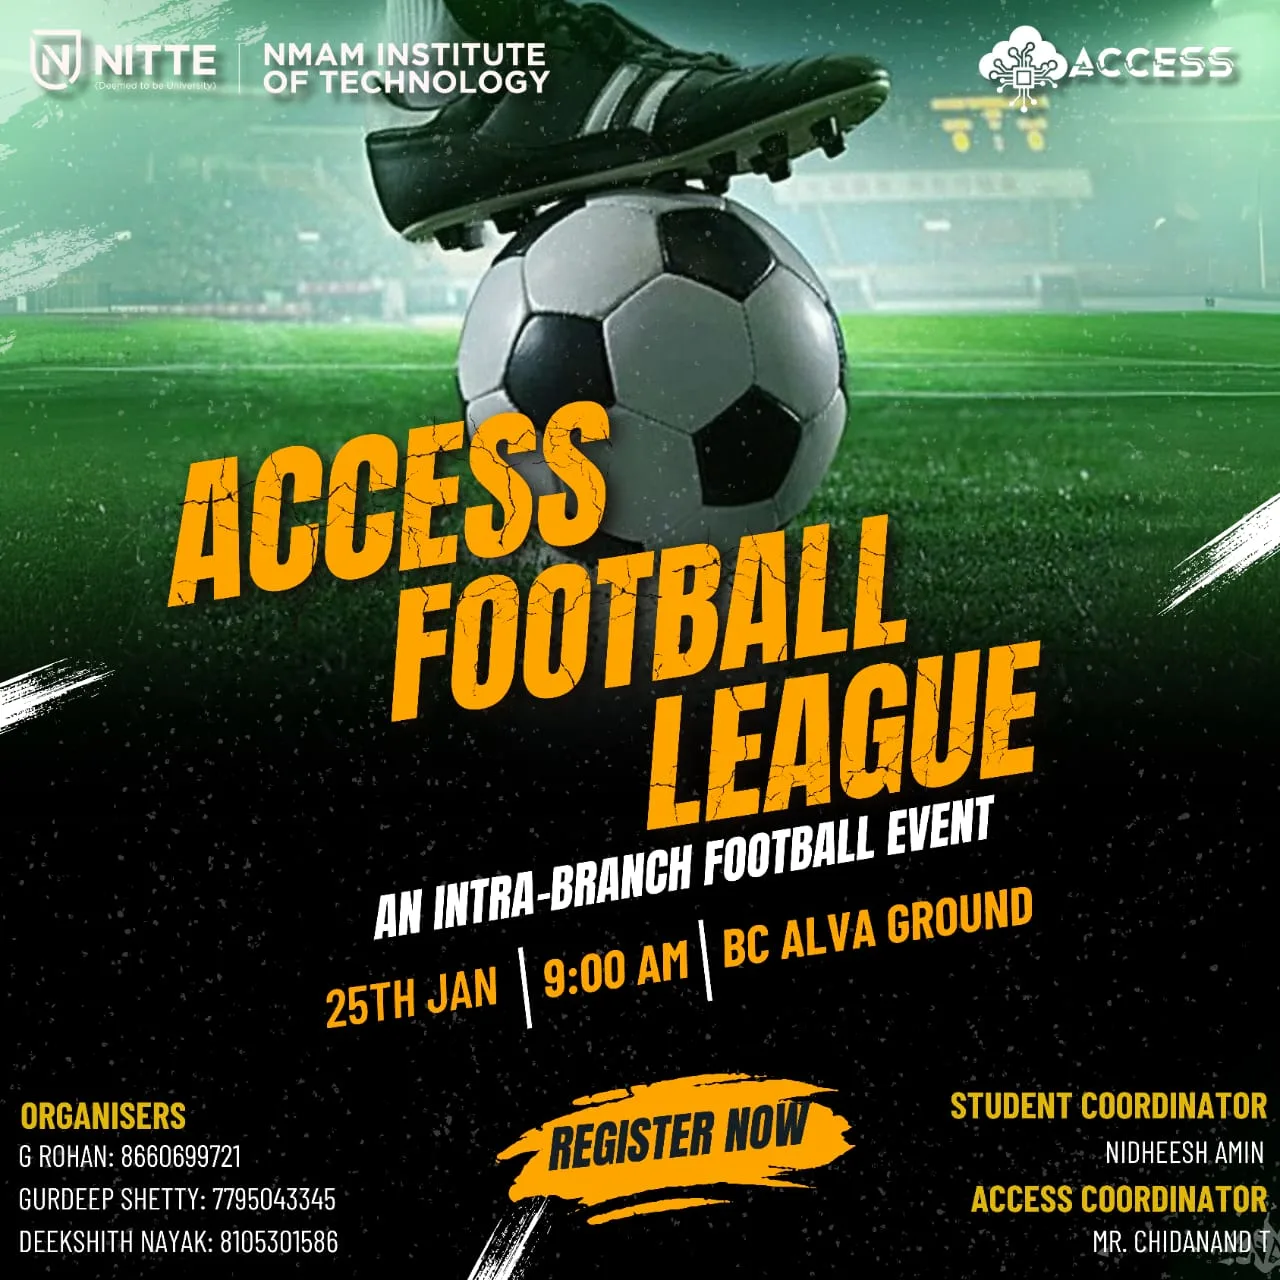 NITTE
(Deemed to be University)
NMAM INSTITUTE
OF TECHNOLOGY
ACCESS
ACCESS
FOOTBALL
LEAGUE
AN INTRA-BRANCH FOOTBALL EVENT
25TH JAN | 9:00 AM | BC ALVA GROUND
REGISTER NOW
ORGANISERS
G ROHAN: 8660699721
GURDEEP SHETTY: 7795043345
DEEKSHITH NAYAK: 8105301586
STUDENT COORDINATOR
NIDHEESH AMIN
ACCESS COORDINATOR
MR. CHIDANAND T